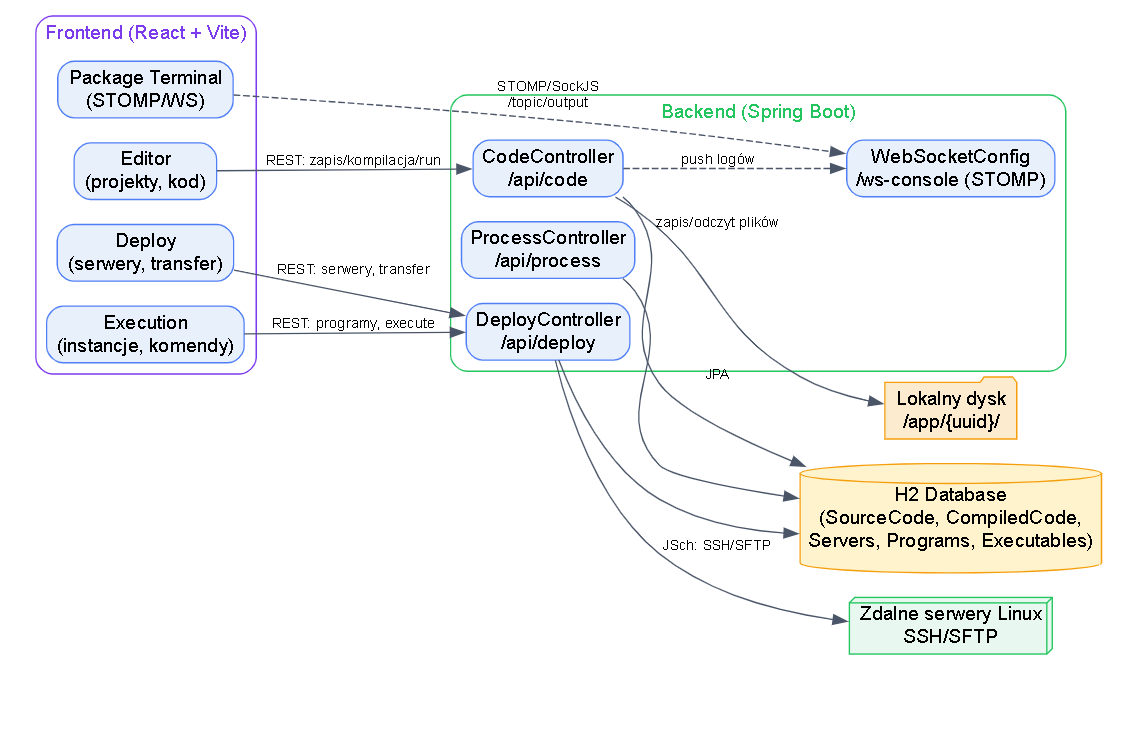 Frontend (React + Vite)
Package Terminal
(STOMP/WS)
Editor
(projekty, kod)
Deploy
(serwery, transfer)
Execution
(instancje, komendy)
STOMP/SockJS
/topic/output
REST: zapis/kompilacja/run
REST: serwery, transfer
REST: programy, execute
Backend (Spring Boot)
CodeController
/api/code
push logów
WebSocketConfig
/ws-console (STOMP)
zapis/odczyt plików
ProcessController
/api/process
DeployController
/api/deploy
JPA
Lokalny dysk
/app/{uuid}/
H2 Database
(SourceCode, CompiledCode,
Servers, Programs, Executables)
JSch: SSH/SFTP
Zdalne serwery Linux
SSH/SFTP